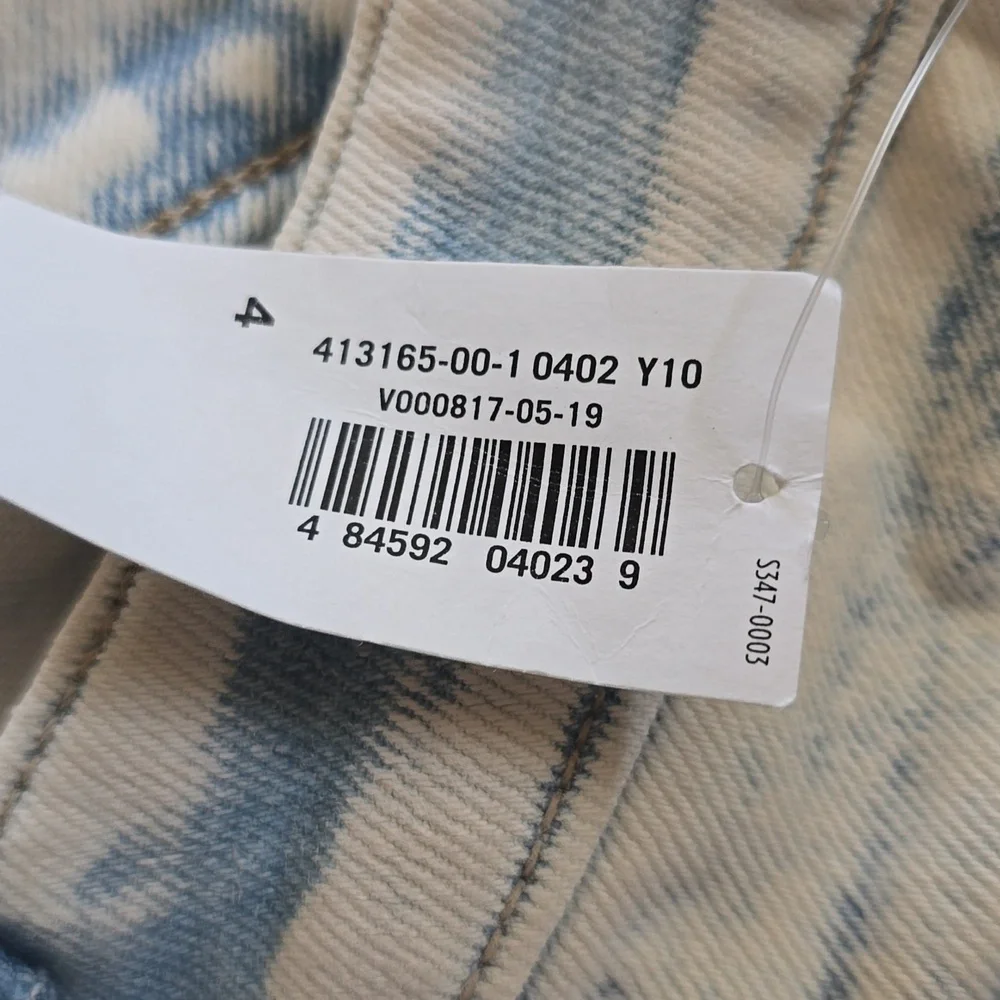 4
413165-00-1 0402 Y10
V000817-05-19
4 84592 04023 9
S347-0003